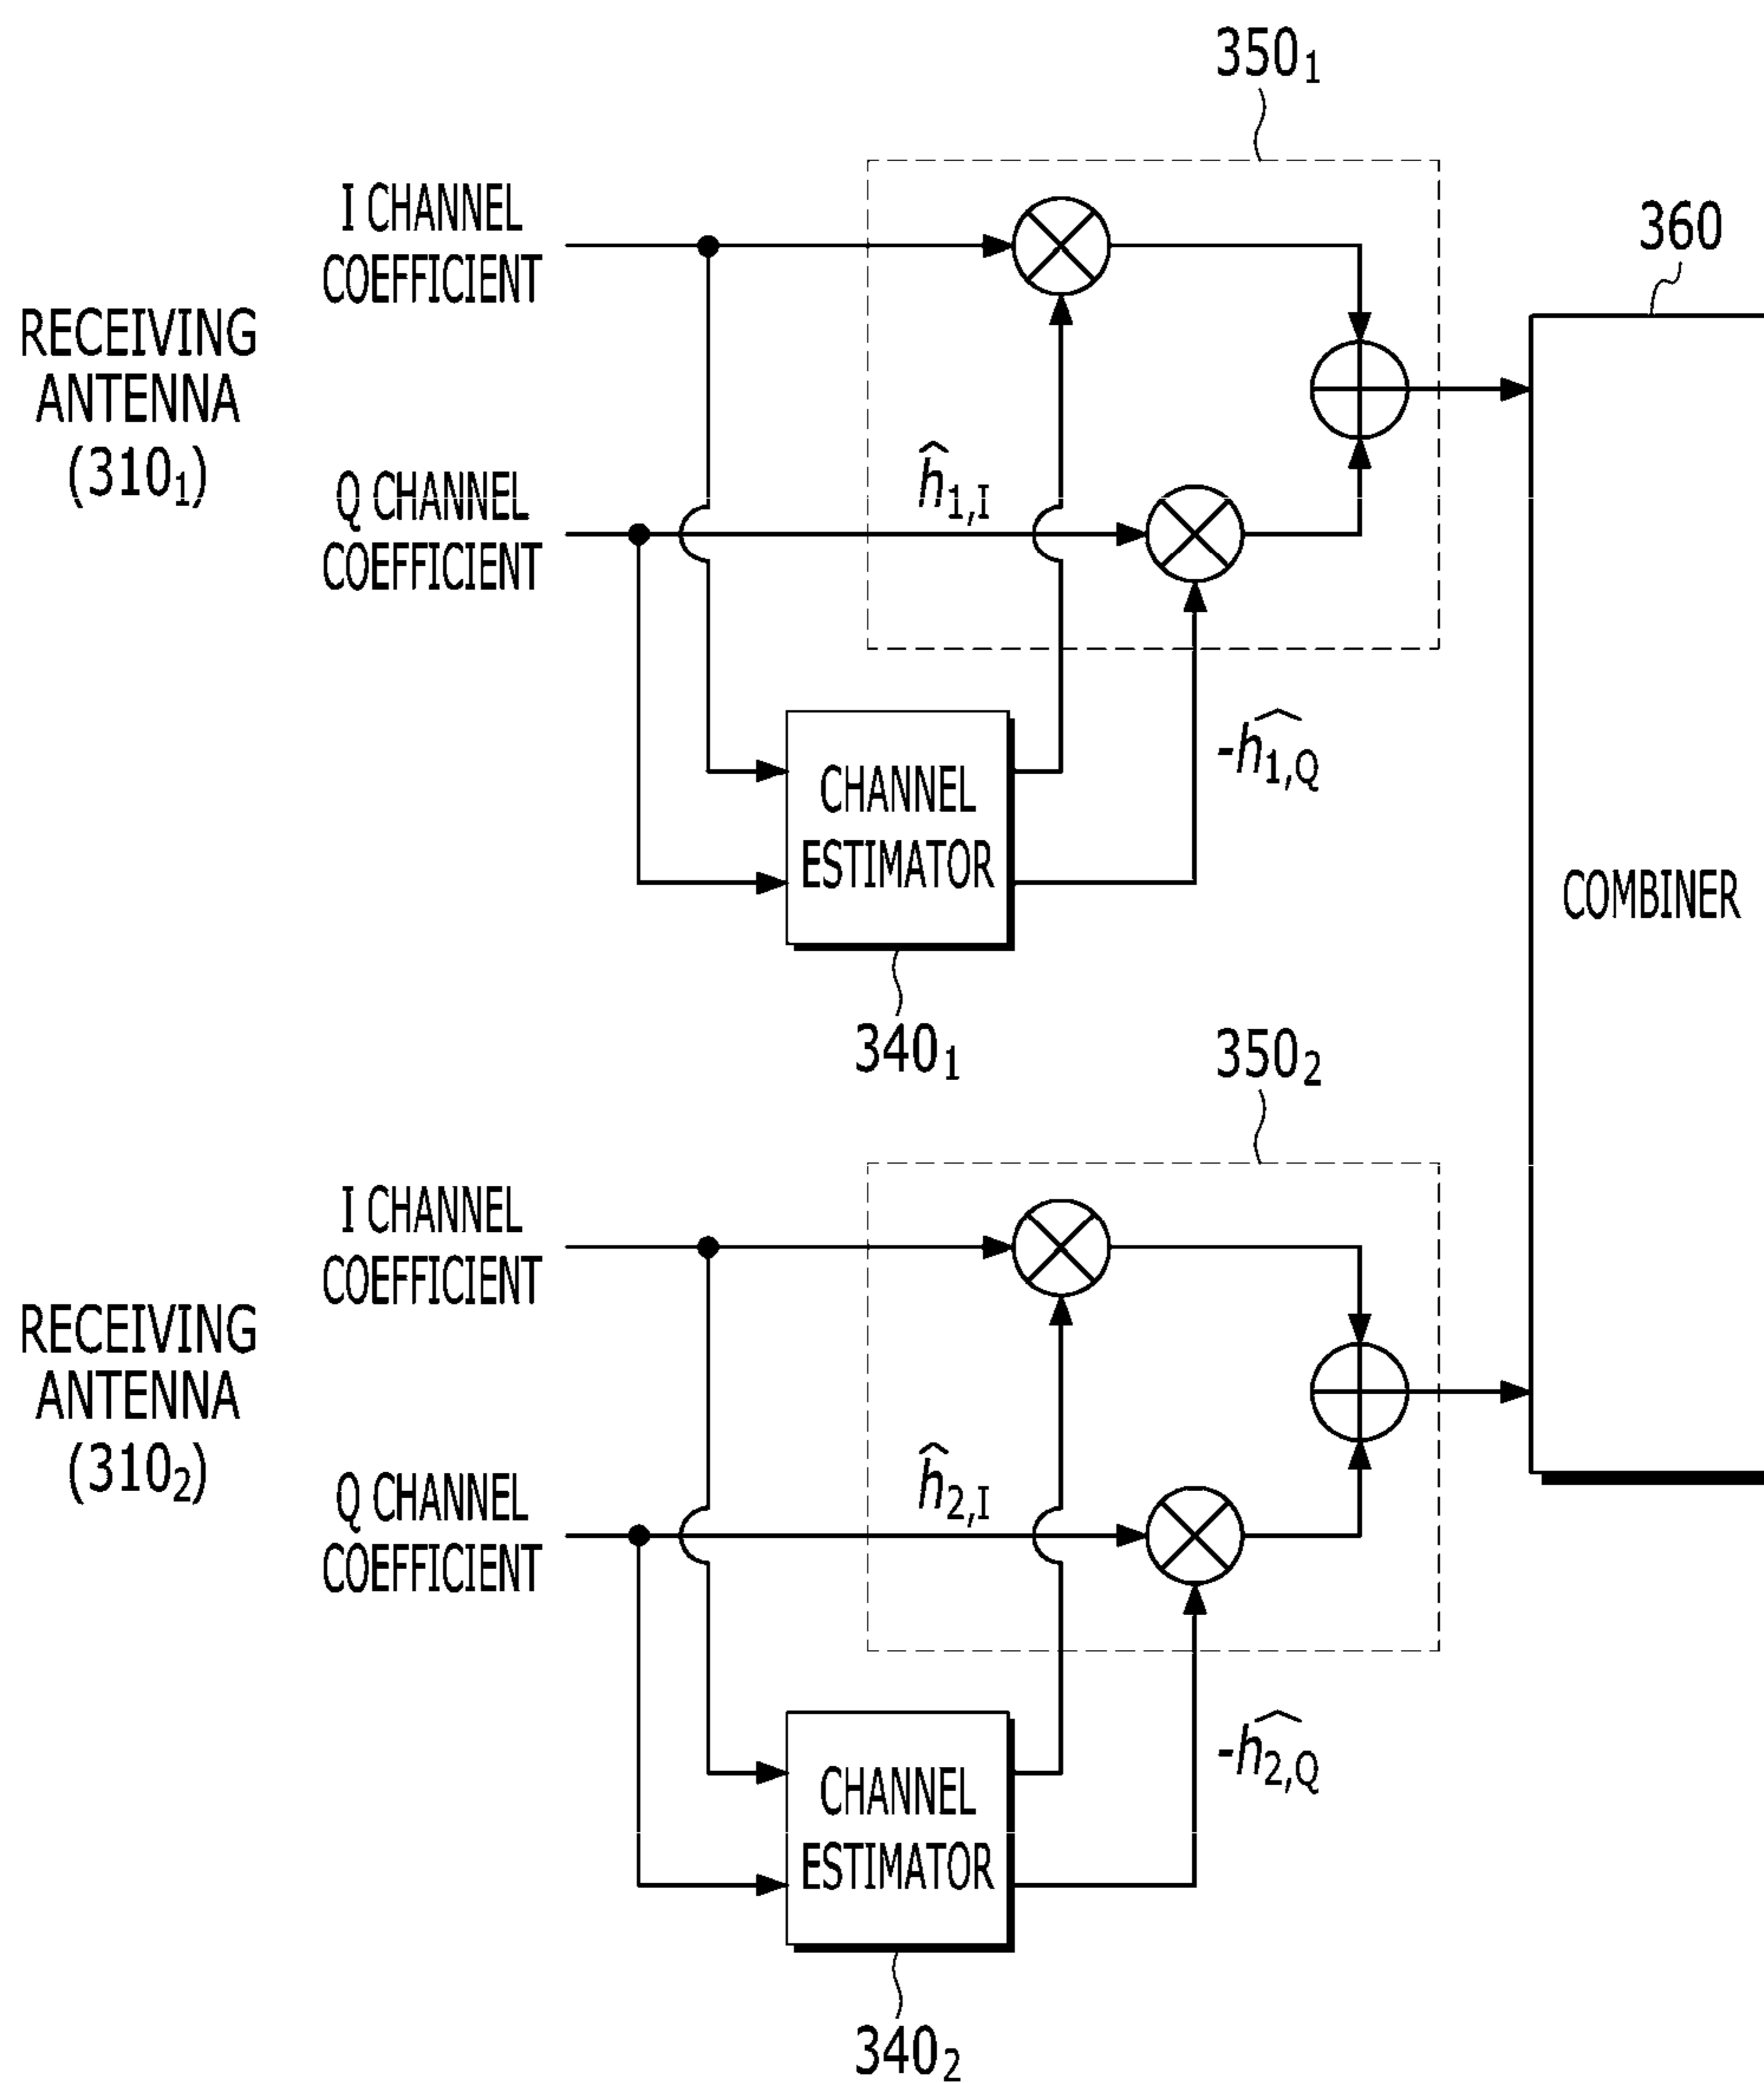 350₁
I CHANNEL
COEFFICIENT
360
RECEIVING
ANTENNA
(310₁)
Q CHANNEL
COEFFICIENT
ĥ₁,I
-ĥ₁,Q
CHANNEL
ESTIMATOR
COMBINER
340₁
350₂
I CHANNEL
COEFFICIENT
RECEIVING
ANTENNA
(310₂)
Q CHANNEL
COEFFICIENT
ĥ₂,I
-ĥ₂,Q
CHANNEL
ESTIMATOR
340₂